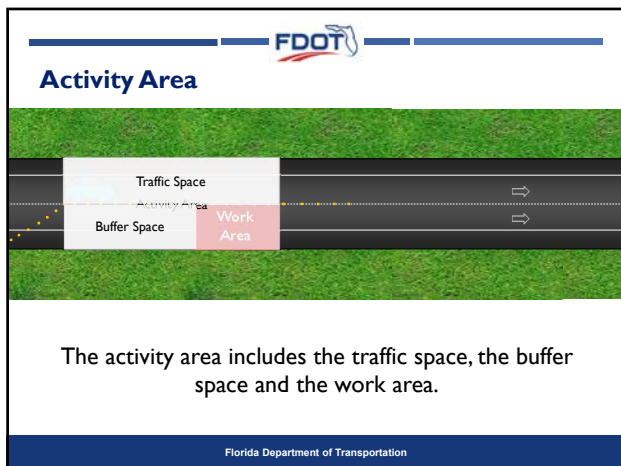 FDOT
Activity Area
Traffic Space
Activity Area
Buffer Space
Work
Area
The activity area includes the traffic space, the buffer
space and the work area.
Florida Department of Transportation